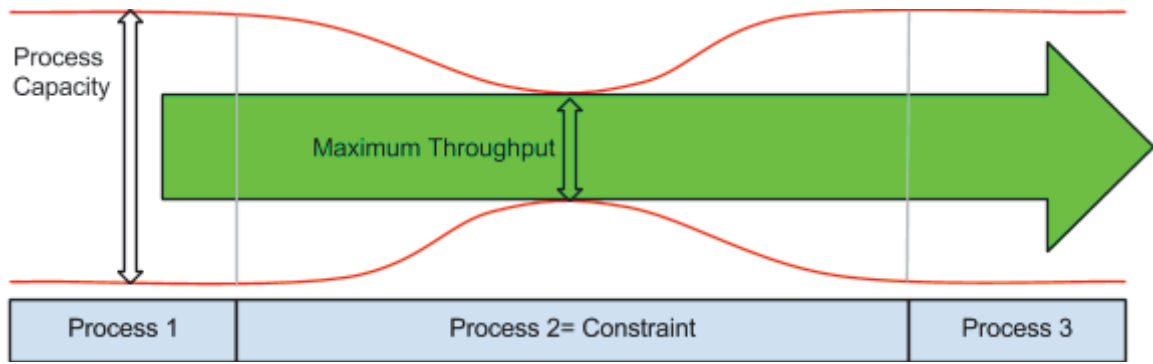 Process
Capacity
Maximum Throughput
Process 1
Process 2= Constraint
Process 3